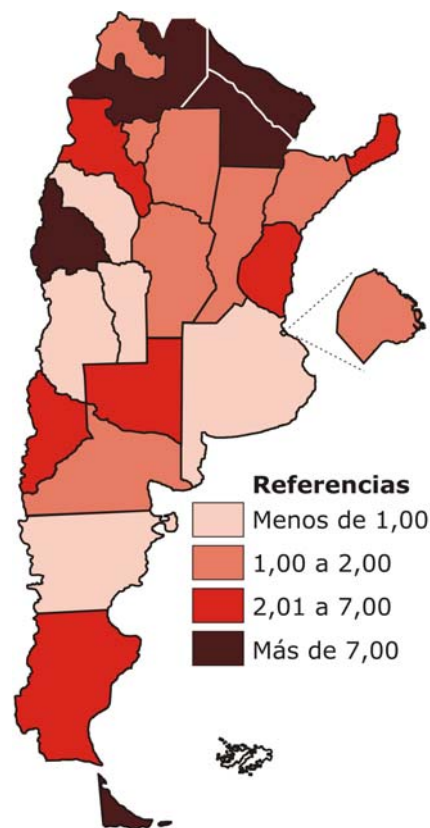 Referencias
Menos de 1,00
1,00 a 2,00
2,01 a 7,00
Más de 7,00